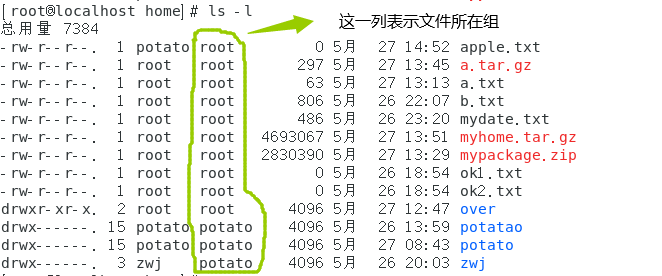 [root@localhost home]# ls -l
这一列表示文件所在组
总用量 7384
-rw-r--r--. 1 potato root 0 5月 27 14:52 apple.txt
-rw-r--r--. 1 root root 297 5月 27 13:45 a.tar.gz
-rw-r--r--. 1 root root 63 5月 27 13:13 a.txt
-rw-r--r--. 1 root root 806 5月 26 22:07 b.txt
-rw-r--r--. 1 root root 486 5月 26 23:20 mydate.txt
-rw-r--r--. 1 root root 4693067 5月 27 13:51 myhome.tar.gz
-rw-r--r--. 1 root root 2830390 5月 27 13:29 mypackage.zip
-rw-r--r--. 1 root root 0 5月 26 18:54 ok1.txt
-rw-r--r--. 1 root root 0 5月 26 18:54 ok2.txt
drwxr-xr-x. 2 root root 4096 5月 27 12:47 over
drwx------. 15 potato potato 4096 5月 26 13:59 potatao
drwx------. 15 potato potato 4096 5月 27 08:43 potato
drwx------. 3 zwj potato 4096 5月 26 20:03 zwj